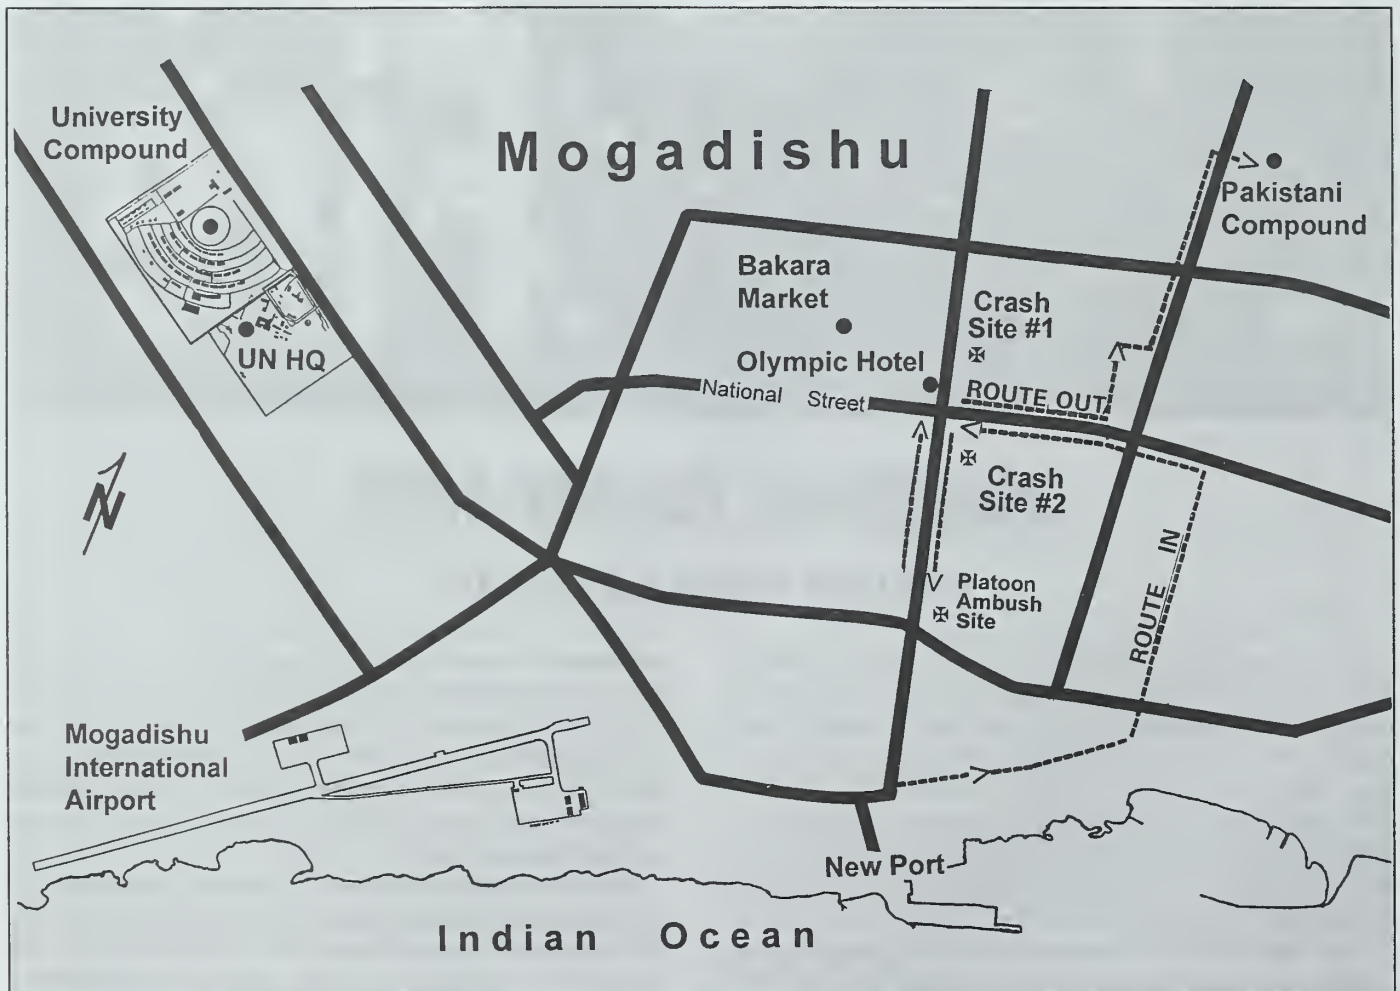 University
Compound
Mogadishu
Pakistani
Compound
Bakara
Market
Crash
Site #1
UN HQ
Olympic Hotel
National Street
ROUTE OUT
Crash
Site #2
N
ROUTE IN
Platoon
Ambush
Site
Mogadishu
International
Airport
New Port
Indian Ocean